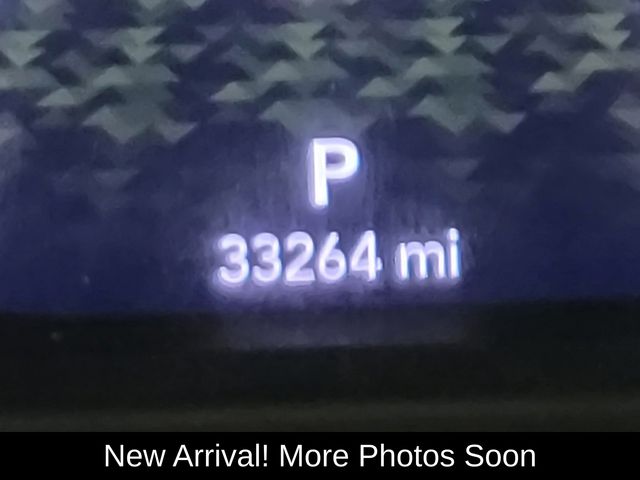 P
33264 mi
New Arrival! More Photos Soon